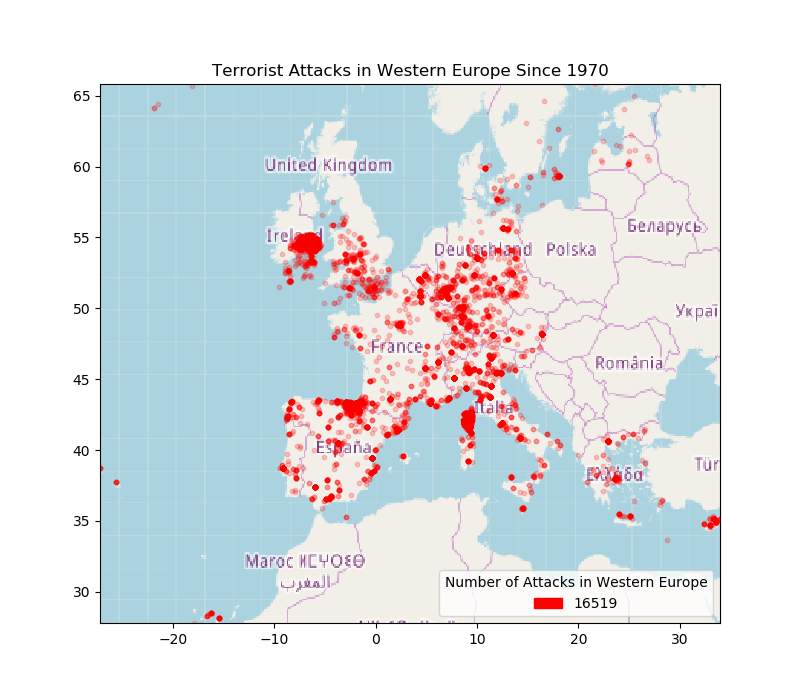 Terrorist Attacks in Western Europe Since 1970
65
60
55
50
45
40
35
30
United Kingdom
Ireland
Беларусь
Deutschland
Polska
Украї
France
România
Italia
España
Ελλάδα
Tür
Maroc ⵍⵎⵖⵔⵉⴱ
المغرب
Number of Attacks in Western Europe
16519
−20
−10
0
10
20
30